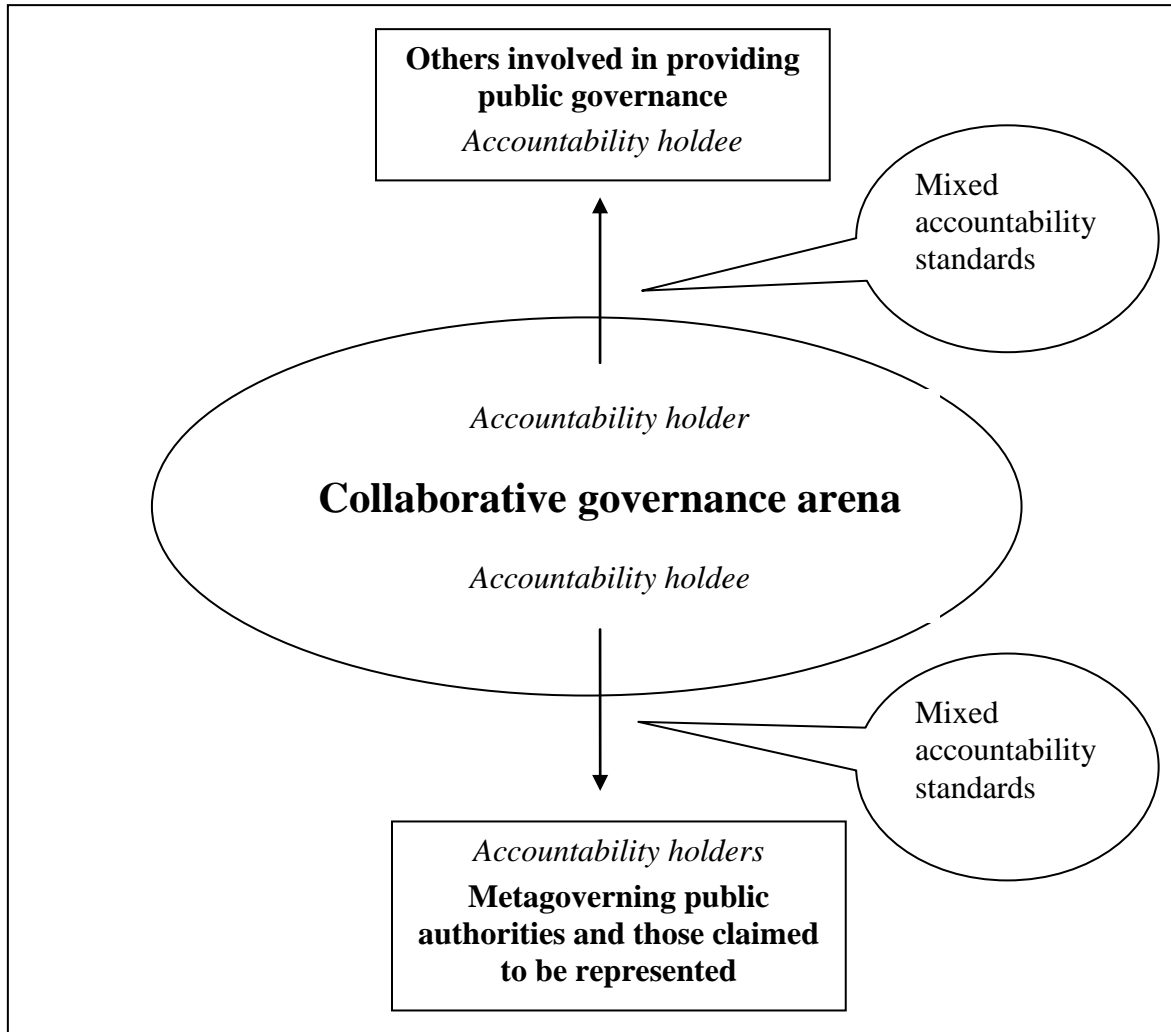 Others involved in providing
public governance
Accountability holdee
Mixed
accountability
standards
Accountability holder
Collaborative governance arena
Accountability holdee
Mixed
accountability
standards
Accountability holders
Metagoverning public
authorities and those claimed
to be represented